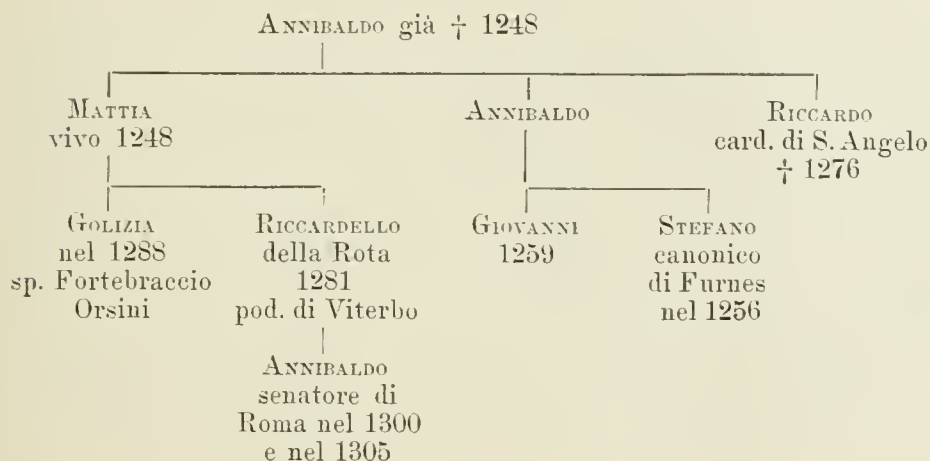 Annibaldo già † 1248
Mattia
vivo 1248
Annibaldo
Riccardo
card. di S. Angelo
† 1276
Golizia
nel 1288
sp. Fortebraccio
Orsini
Riccardello
della Rota
1281
pod. di Viterbo
Giovanni
1259
Stefano
canonico
di Furnes
nel 1256
Annibaldo
senatore di
Roma nel 1300
e nel 1305